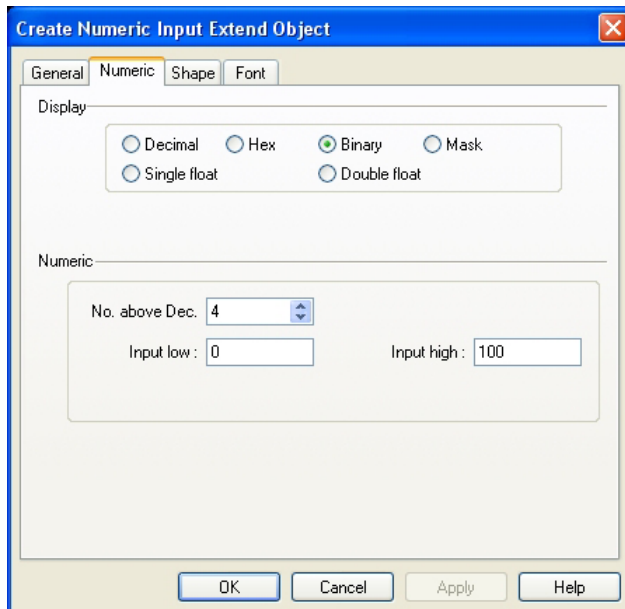 Create Numeric Input Extend Object
General Numeric Shape Font
Display
Decimal Hex Binary Mask
Single float Double float
Numeric
No. above Dec. 4
Input low : 0 Input high : 100
OK Cancel Apply Help